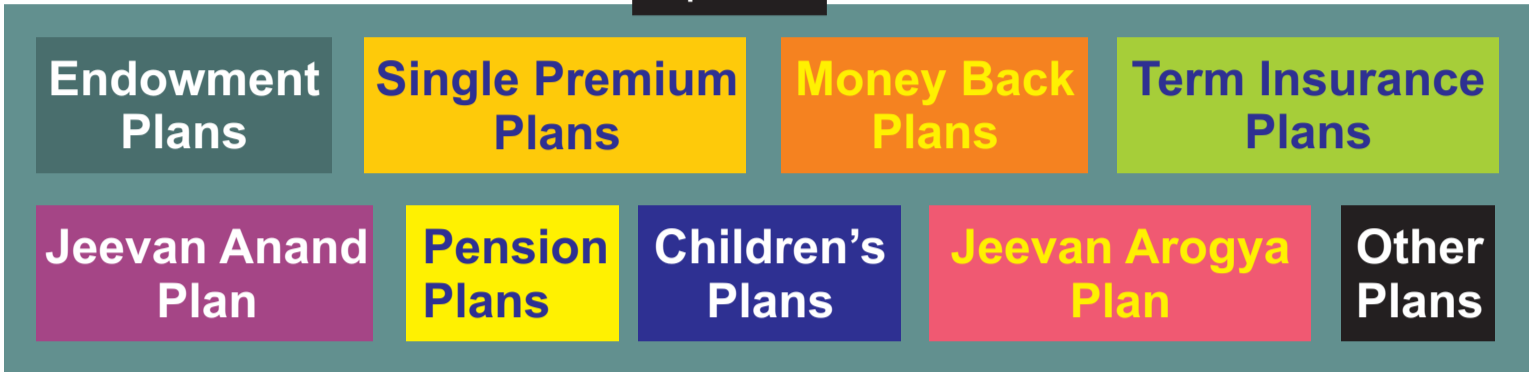 Endowment
Plans
Single Premium
Plans
Money Back
Plans
Term Insurance
Plans
Jeevan Anand
Plan
Pension
Plans
Children’s
Plans
Jeevan Arogya
Plan
Other
Plans